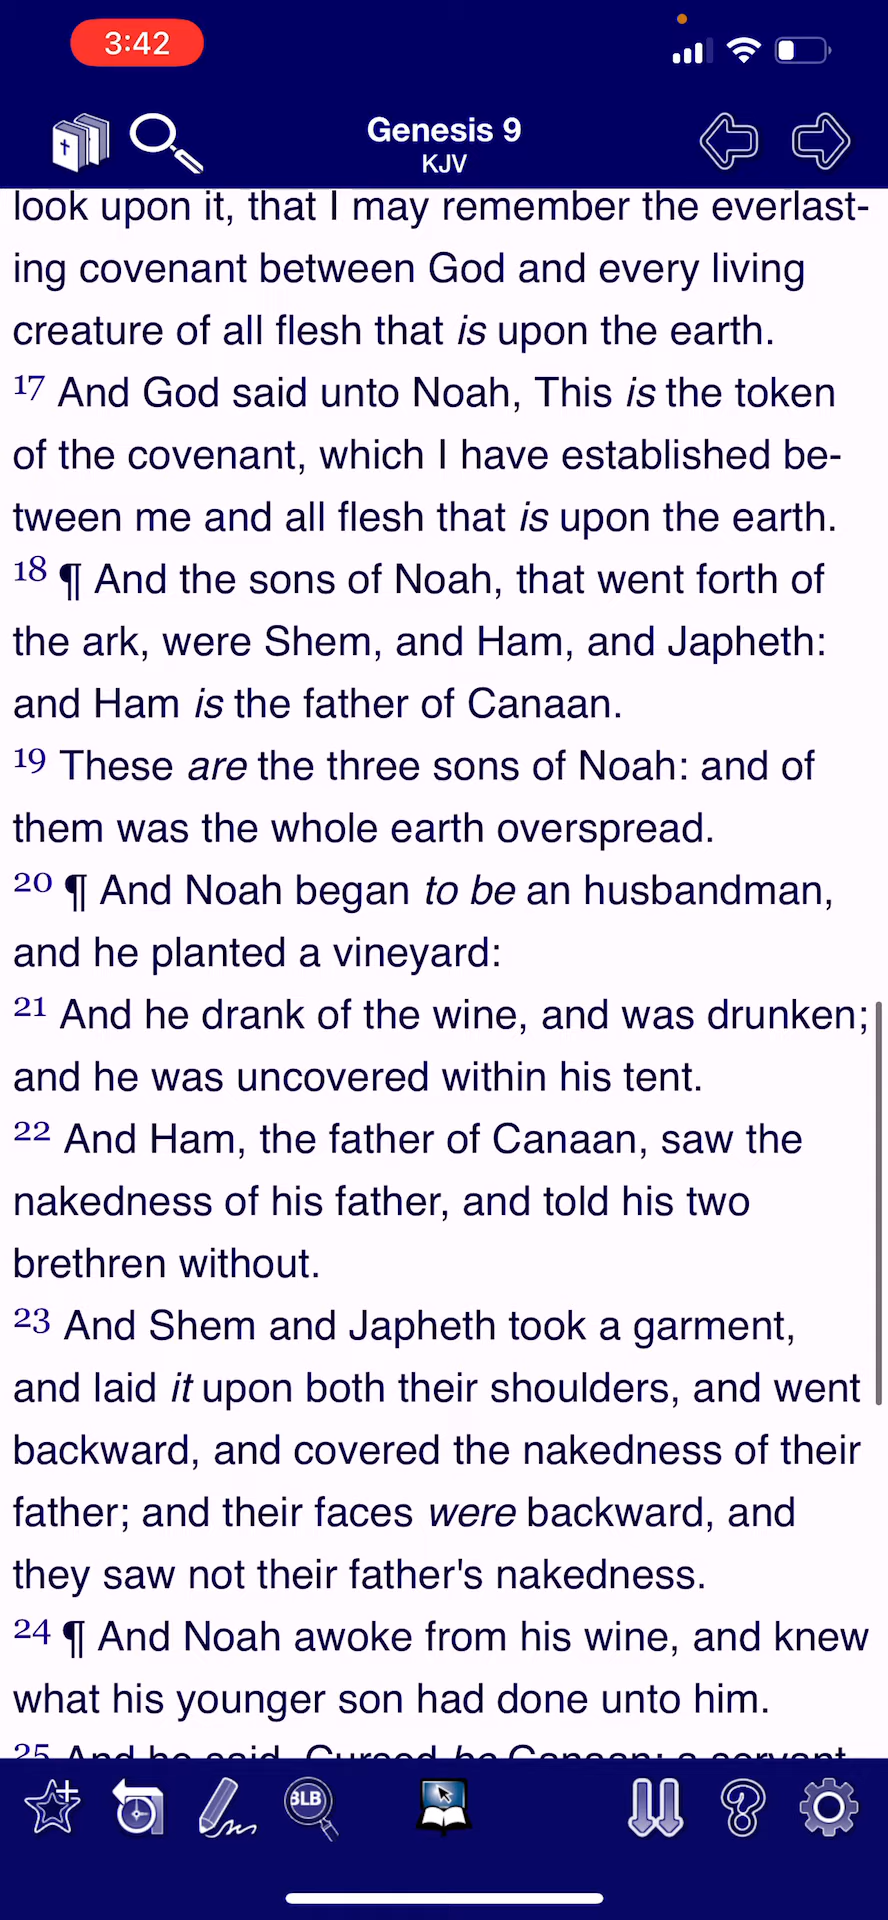 3:42
Genesis 9
KJV
look upon it, that I may remember the everlast-
ing covenant between God and every living
creature of all flesh that is upon the earth.
17 And God said unto Noah, This is the token
of the covenant, which I have established be-
tween me and all flesh that is upon the earth.
18 ¶ And the sons of Noah, that went forth of
the ark, were Shem, and Ham, and Japheth:
and Ham is the father of Canaan.
19 These are the three sons of Noah: and of
them was the whole earth overspread.
20 ¶ And Noah began to be an husbandman,
and he planted a vineyard:
21 And he drank of the wine, and was drunken;
and he was uncovered within his tent.
22 And Ham, the father of Canaan, saw the
nakedness of his father, and told his two
brethren without.
23 And Shem and Japheth took a garment,
and laid it upon both their shoulders, and went
backward, and covered the nakedness of their
father; and their faces were backward, and
they saw not their father's nakedness.
24 ¶ And Noah awoke from his wine, and knew
what his younger son had done unto him.
25 And he said, Cursed be Canaan; a servant
BLB